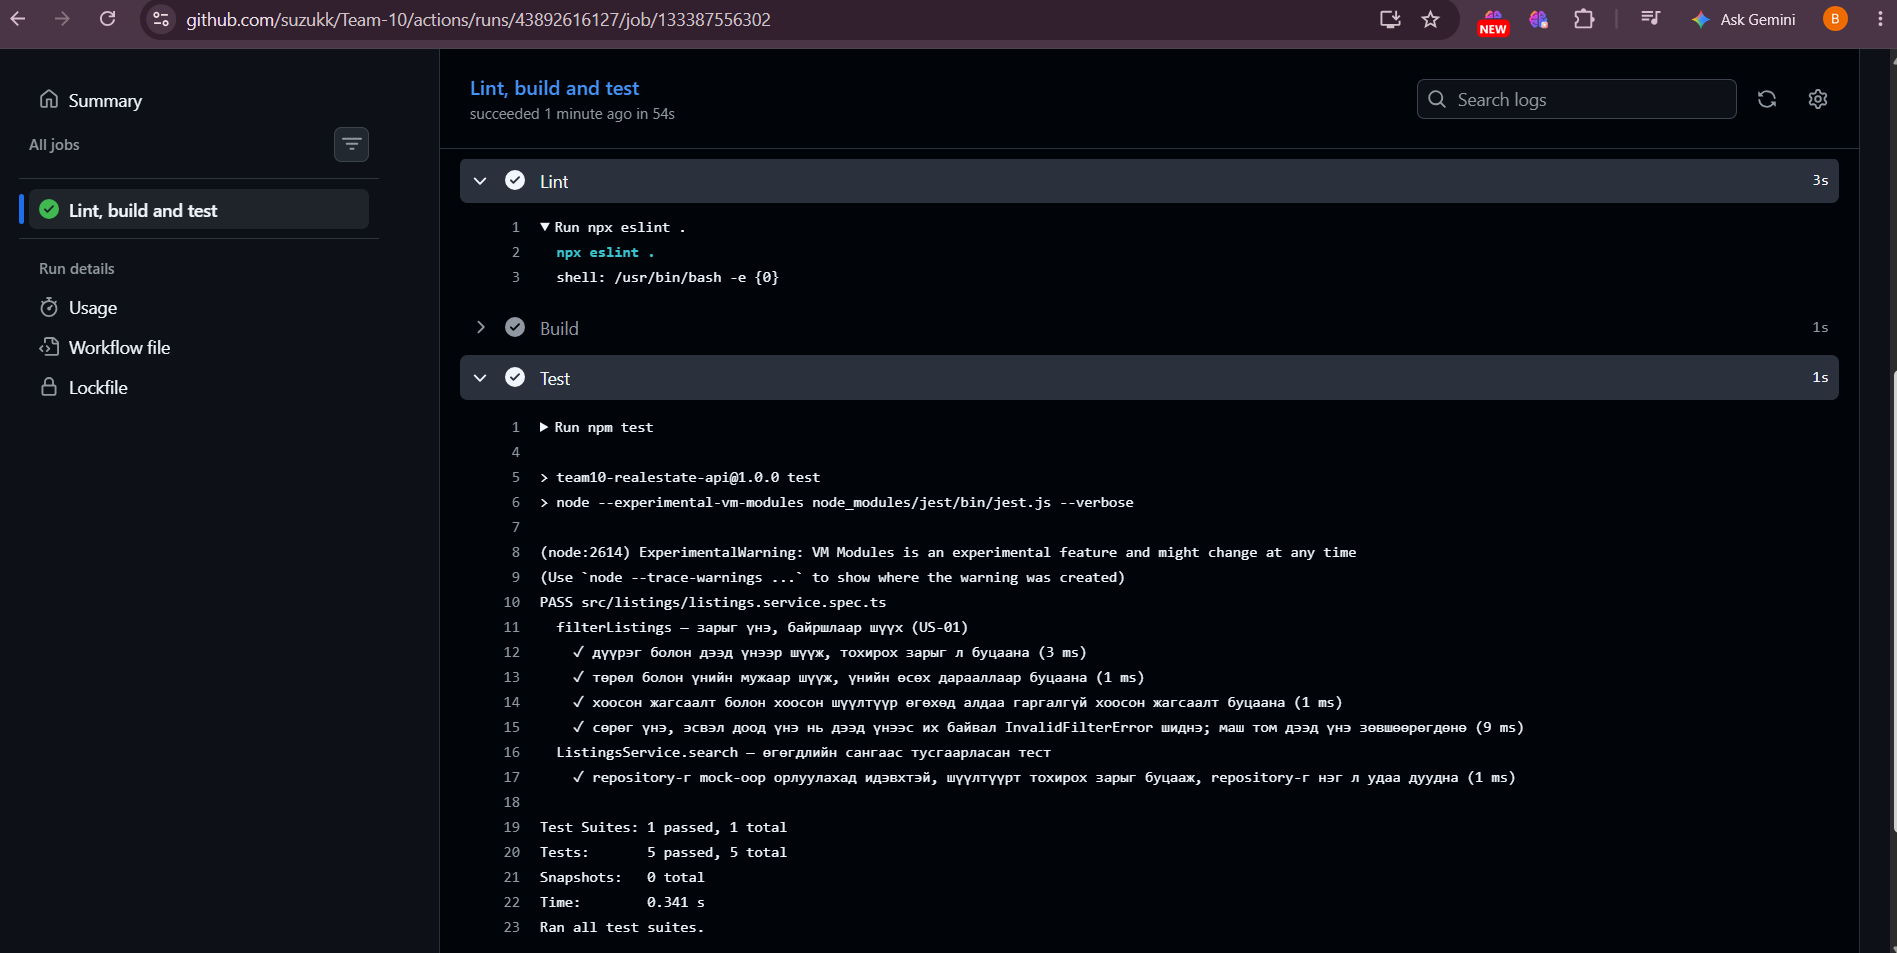 github.com/suzukk/Team-10/actions/runs/43892616127/job/133387556302
NEW
Ask Gemini
B
Summary
All jobs
Lint, build and test
Run details
Usage
Workflow file
Lockfile
Lint, build and test
succeeded 1 minute ago in 54s
Search logs
Lint 3s
1 ▼ Run npx eslint .
2 npx eslint .
3 shell: /usr/bin/bash -e {0}
Build 1s
Test 1s
1 ▶ Run npm test
4
5 > team10-realestate-api@1.0.0 test
6 > node --experimental-vm-modules node_modules/jest/bin/jest.js --verbose
7
8 (node:2614) ExperimentalWarning: VM Modules is an experimental feature and might change at any time
9 (Use `node --trace-warnings ...` to show where the warning was created)
10 PASS src/listings/listings.service.spec.ts
11 filterListings — зарыг үнэ, байршлаар шүүх (US-01)
12 ✓ дүүрэг болон дээд үнээр шүүж, тохирох зарыг л буцаана (3 ms)
13 ✓ төрөл болон үнийн мужаар шүүж, үнийн өсөх дарааллаар буцаана (1 ms)
14 ✓ хоосон жагсаалт болон хоосон шүүлтүүр өгөхөд алдаа гаргалгүй хоосон жагсаалт буцаана (1 ms)
15 ✓ сөрөг үнэ, эсвэл доод үнэ нь дээд үнээс их байвал InvalidFilterError шиднэ; маш том дээд үнэ зөвшөөрөгдөнө (9 ms)
16 ListingsService.search — өгөгдлийн сангаас тусгаарласан тест
17 ✓ repository-г mock-оор орлуулахад идэвхтэй, шүүлтүүрт тохирох зарыг буцааж, repository-г нэг л удаа дуудна (1 ms)
18
19 Test Suites: 1 passed, 1 total
20 Tests: 5 passed, 5 total
21 Snapshots: 0 total
22 Time: 0.341 s
23 Ran all test suites.